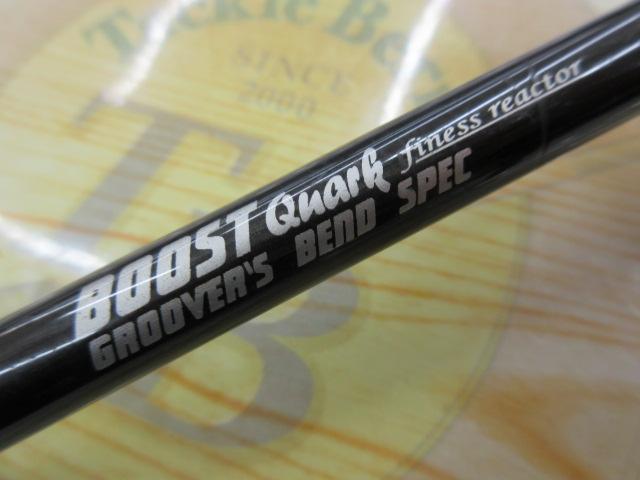 Tackle Be
SINCE
2000
T
B
BOOST Quark finess reactor
GROOVER'S BEND SPEC